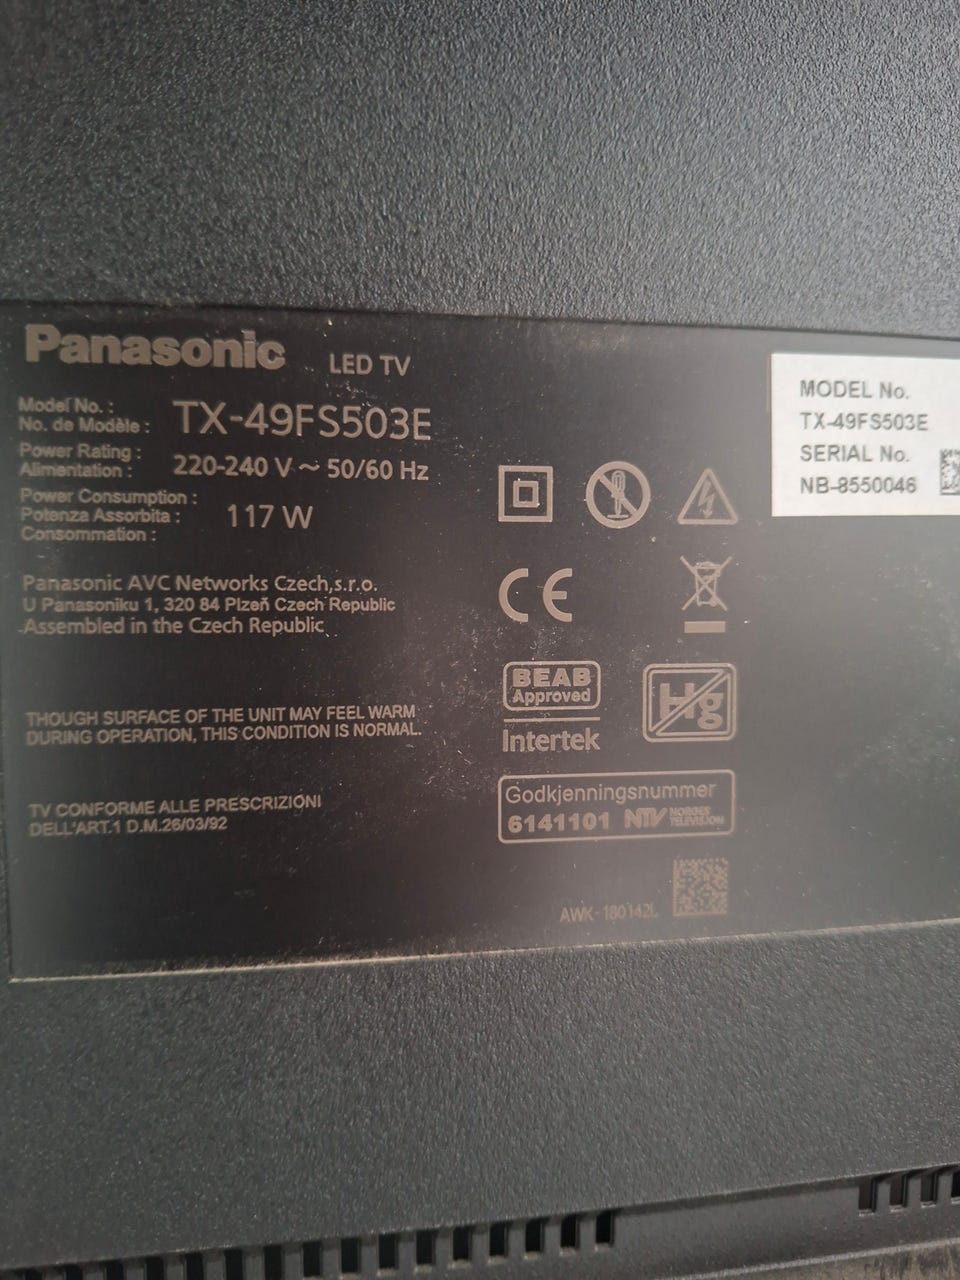 Panasonic LED TV
Model No. :
No. de Modèle : TX-49FS503E
Power Rating :
Alimentation : 220-240 V ~ 50/60 Hz
Power Consumption :
Potenza Assorbita : 117 W
Consommation :
Panasonic AVC Networks Czech,s.r.o.
U Panasoniku 1, 320 84 Plzeň Czech Republic
Assembled in the Czech Republic
THOUGH SURFACE OF THE UNIT MAY FEEL WARM
DURING OPERATION, THIS CONDITION IS NORMAL.
TV CONFORME ALLE PRESCRIZIONI
DELL'ART.1 D.M.26/03/92
CE
BEAB
Approved
Intertek
Hg
Godkjenningsnummer
6141101 NTV NORGES
TELEVISJON
AWK-180142L
MODEL No.
TX-49FS503E
SERIAL No.
NB-8550046